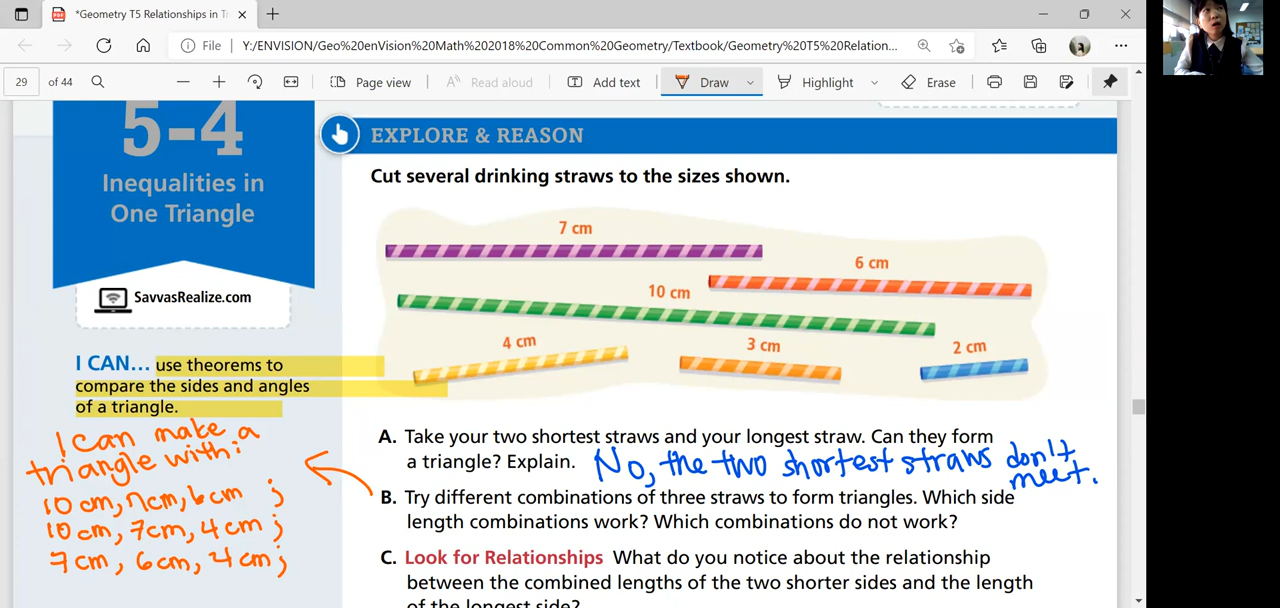 *Geometry T5 Relationships in Tr
File
Y:/ENVISION/Geo%20enVision%20Math%202018%20Common%20Geometry/Textbook/Geometry%20T5%20Relation...
29
of 44
Page view
Read aloud
Add text
Draw
Highlight
Erase
5-4
Inequalities in
One Triangle
SavvasRealize.com
I CAN... use theorems to
compare the sides and angles
of a triangle.
I can make a
triangle with:
10 cm, 7cm, 6 cm ;
10 cm, 7cm, 4 cm ;
7 cm, 6cm, 4 cm ;
EXPLORE & REASON
Cut several drinking straws to the sizes shown.
7 cm
6 cm
10 cm
4 cm
3 cm
2 cm
A. Take your two shortest straws and your longest straw. Can they form
a triangle? Explain. No, the two shortest straws don't
meet.
B. Try different combinations of three straws to form triangles. Which side
length combinations work? Which combinations do not work?
C. Look for Relationships What do you notice about the relationship
between the combined lengths of the two shorter sides and the length
of the longest side?